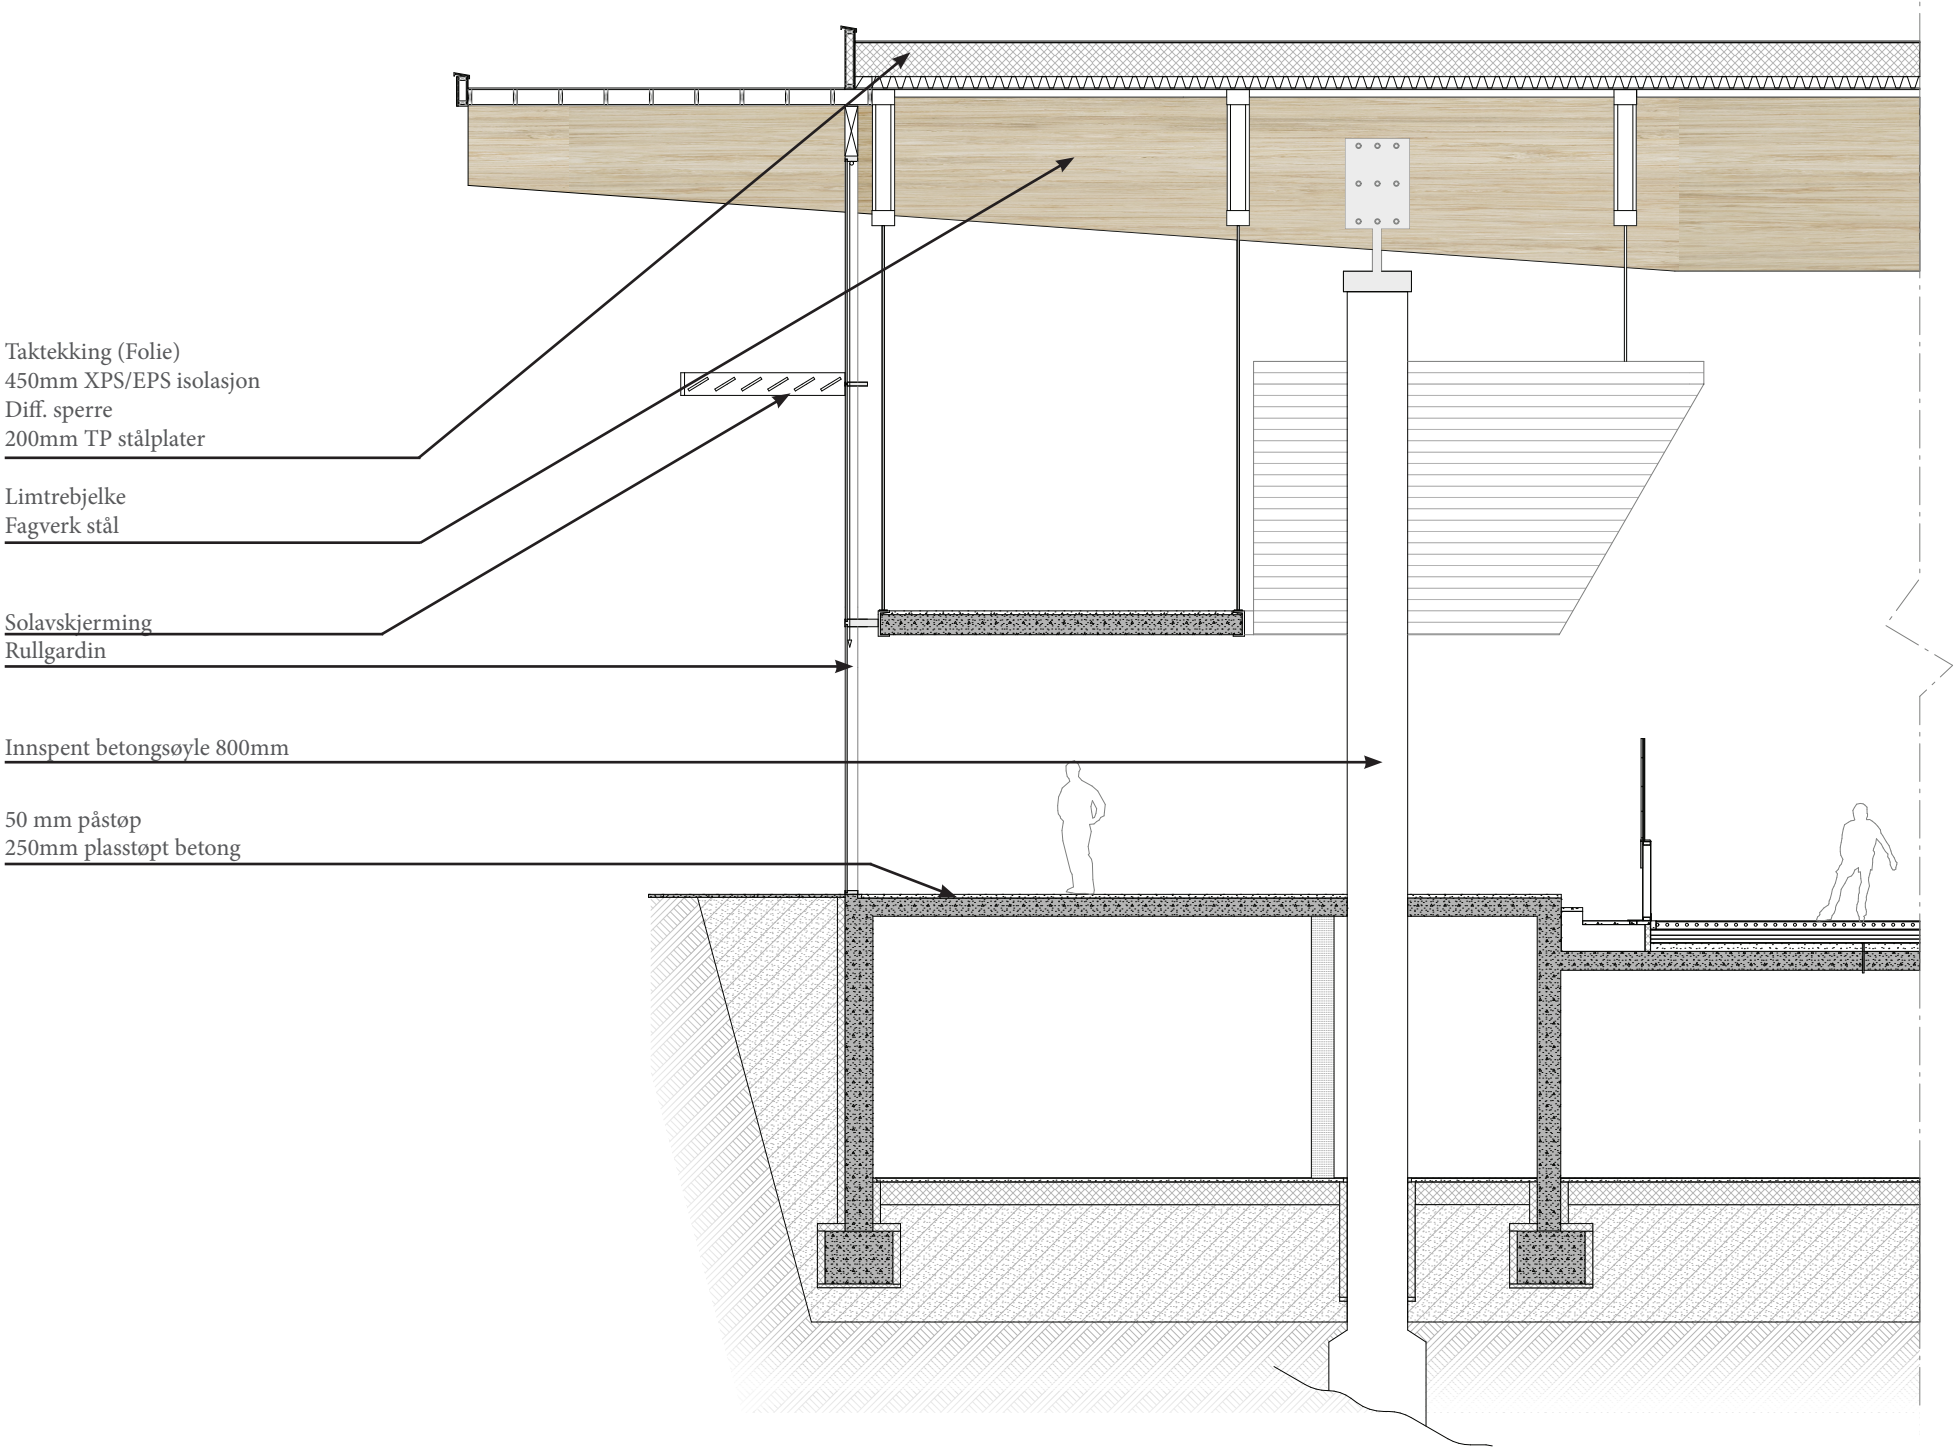 Taktekking (Folie)
450mm XPS/EPS isolasjon
Diff. sperre
200mm TP stålplater
Limtrebjelke
Fagverk stål
Solavskjerming
Rullgardin
Innspent betongsøyle 800mm
50 mm påstøp
250mm plasstøpt betong